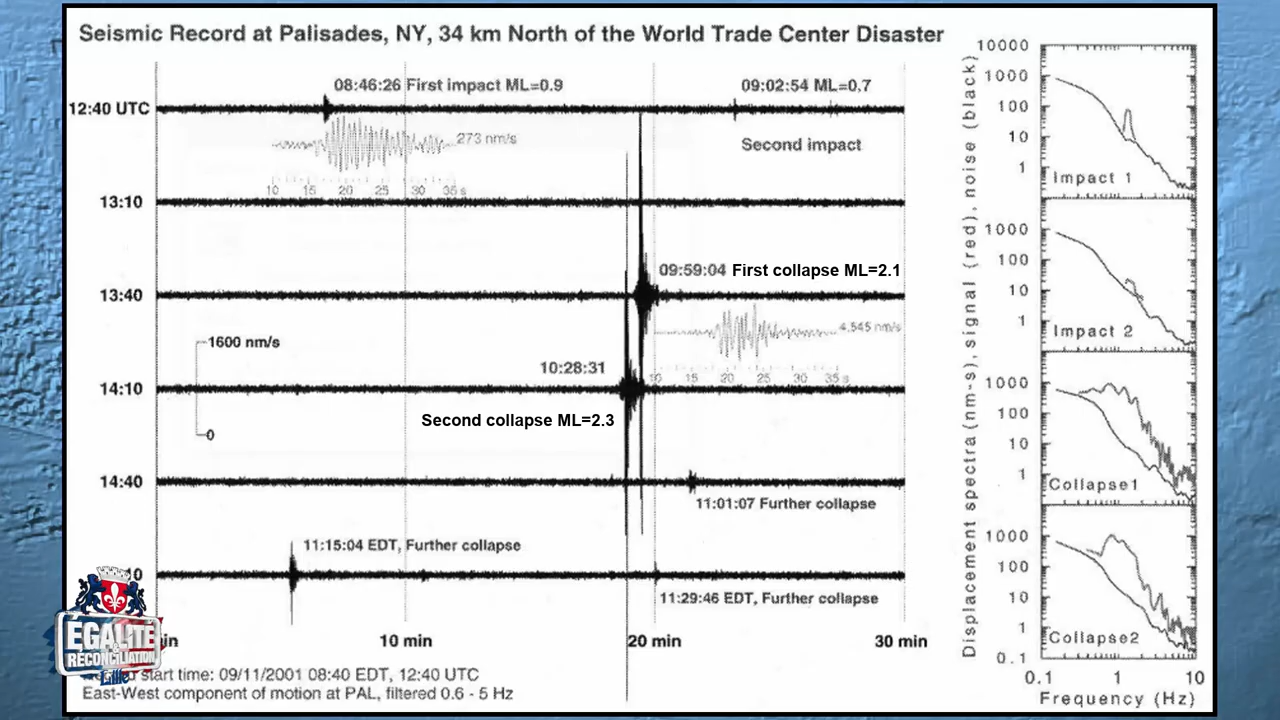 Seismic Record at Palisades, NY, 34 km North of the World Trade Center Disaster
08:46:26 First impact ML=0.9
09:02:54 ML=0.7
12:40 UTC
273 nm/s
Second impact
10 15 20 25 30 35 s
13:10
09:59:04 First collapse ML=2.1
13:40
4,545 nm/s
1600 nm/s
10:28:31
10 15 20 25 30 35 s
14:10
Second collapse ML=2.3
0
14:40
11:01:07 Further collapse
11:15:04 EDT, Further collapse
0
11:29:46 EDT, Further collapse
in 10 min 20 min 30 min
start time: 09/11/2001 08:40 EDT, 12:40 UTC
East-West component of motion at PAL, filtered 0.6 - 5 Hz
ÉGALITÉ
&
RÉCONCILIATION
Lille
Displacement spectra (nm-s), signal (red), noise (black)
10000
1000
100
10
1
Impact 1
1000
100
10
1
Impact 2
1000
100
10
1
Collapse1
1000
100
10
1
Collapse2
0.1
0.1 1 10
Frequency (Hz)